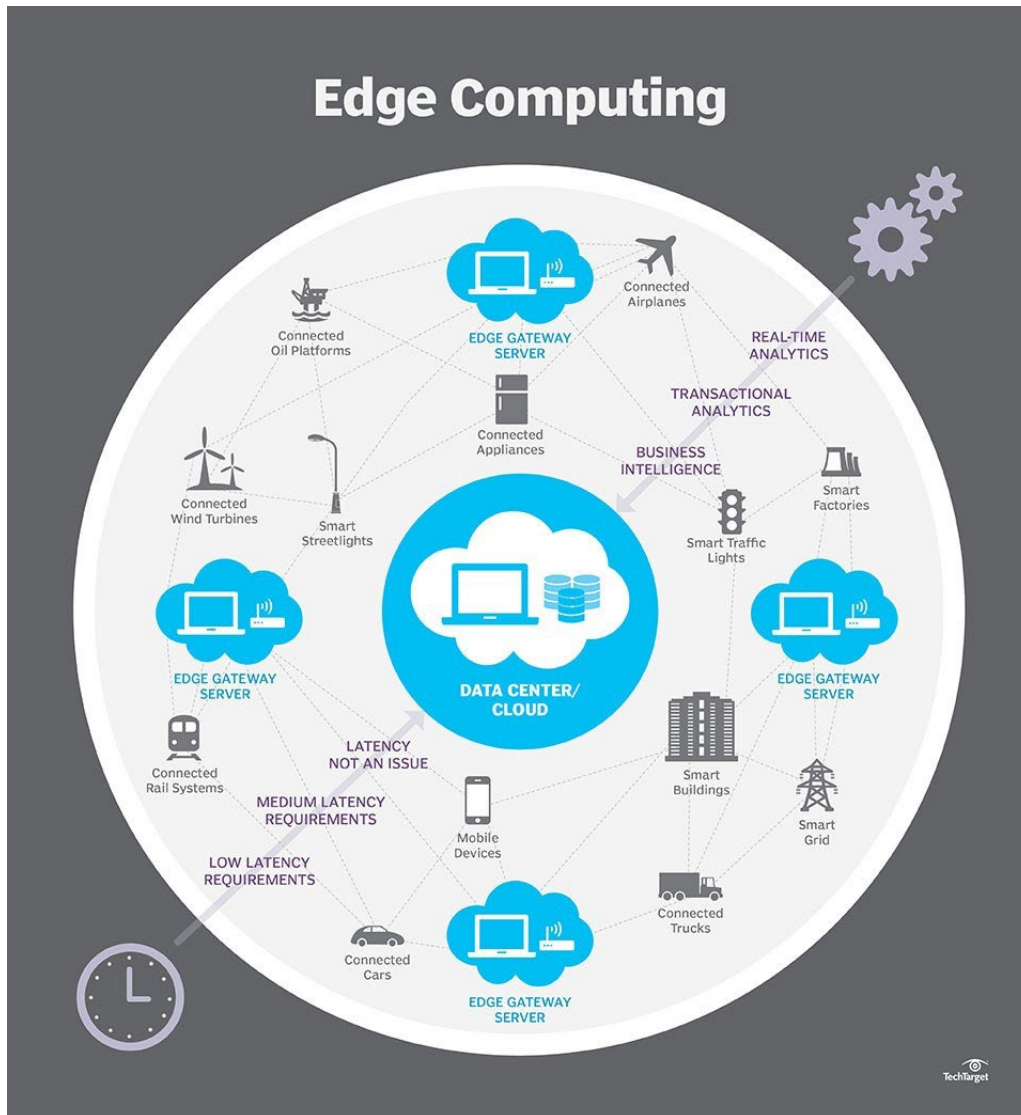 Edge Computing
Connected
Airplanes
Connected
Oil Platforms
EDGE GATEWAY
SERVER
REAL-TIME
ANALYTICS
TRANSACTIONAL
ANALYTICS
BUSINESS
INTELLIGENCE
Connected
Appliances
Connected
Wind Turbines
Smart
Streetlights
Smart
Factories
Smart Traffic
Lights
EDGE GATEWAY
SERVER
DATA CENTER/
CLOUD
EDGE GATEWAY
SERVER
Connected
Rail Systems
LATENCY
NOT AN ISSUE
MEDIUM LATENCY
REQUIREMENTS
LOW LATENCY
REQUIREMENTS
Mobile
Devices
Smart
Buildings
Smart
Grid
Connected
Cars
Connected
Trucks
EDGE GATEWAY
SERVER
TechTarget